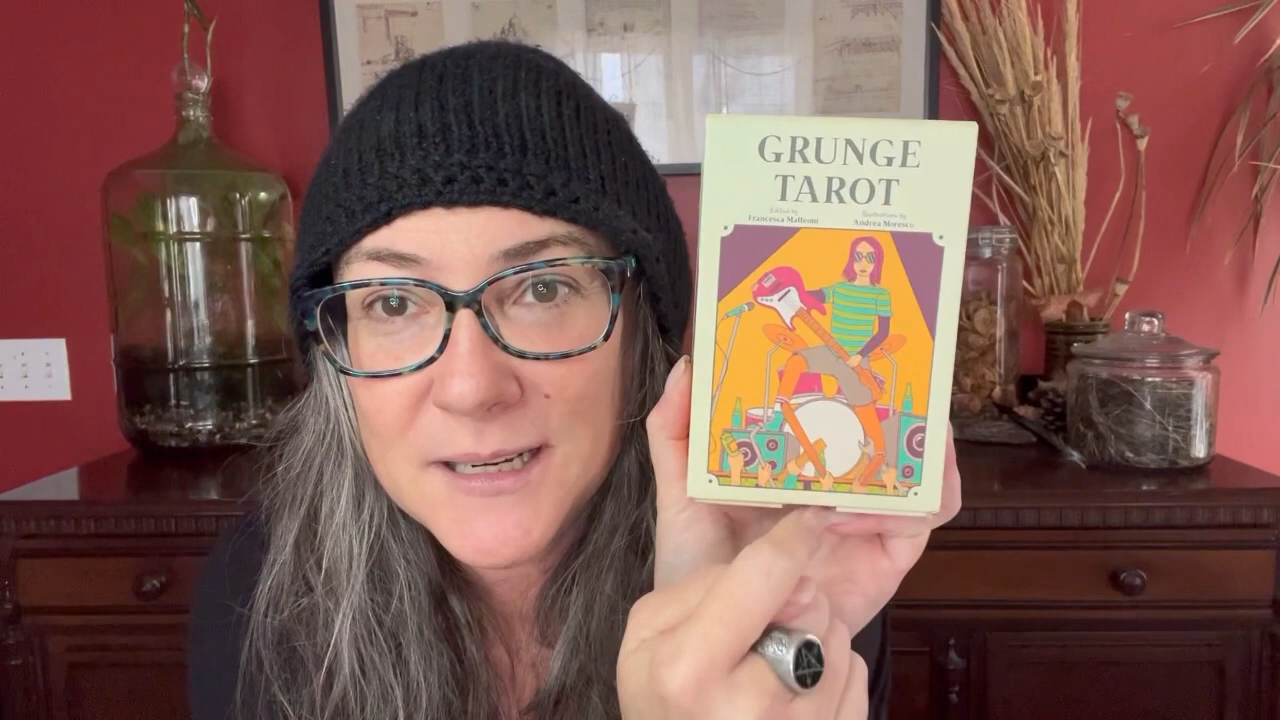 GRUNGE
TAROT
Edited by
Francesca Matteoni
Illustrations by
Andrea Moresco